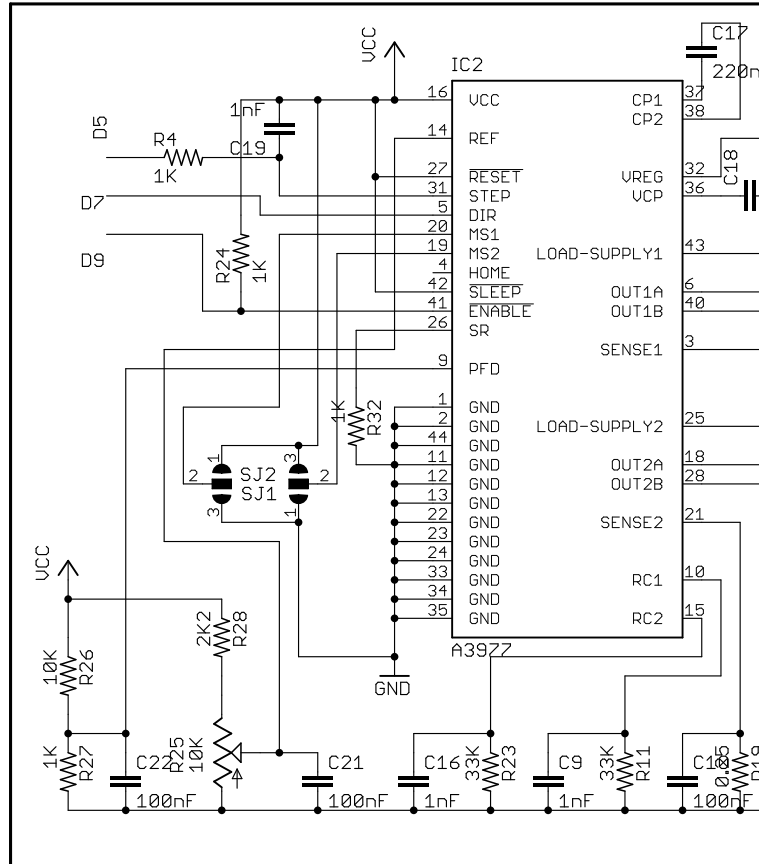 C17
220n
VCC
IC2
16 VCC CP1 37
CP2 38
1nF
C19
14 REF
D5
R4
1K
27 RESET VREG 32
C18
31 STEP VCP 36
D7
5 DIR
20 MS1
D9
R24
1K
19 MS2 LOAD-SUPPLY1 43
4 HOME
42 SLEEP OUT1A 6
41 ENABLE OUT1B 40
26 SR
SENSE1 3
9 PFD
1K
R32
1 GND
2 GND LOAD-SUPPLY2 25
44 GND
11 GND OUT2A 18
12 GND OUT2B 28
13 GND
22 GND SENSE2 21
23 GND
24 GND
33 GND RC1 10
34 GND
35 GND RC2 15
A3977
1 3
2 SJ2 2
SJ1
3 1
VCC
2K2
R28
10K
R26
GND
1K
R27
C22
100nF
R25
10K
C21
100nF
C16
1nF
33K
R23
C9
1nF
33K
R11
100nF
R19